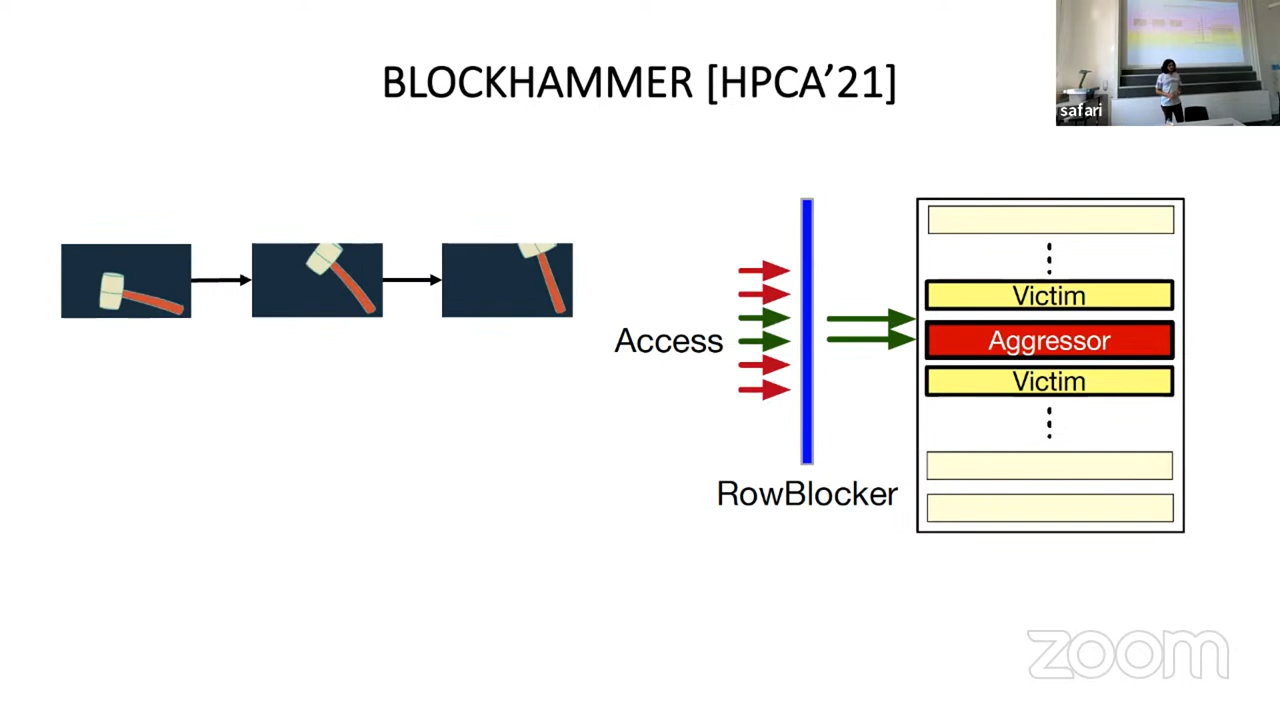 BLOCKHAMMER [HPCA’21]
safari
Victim
Access
Aggressor
Victim
RowBlocker
zoom